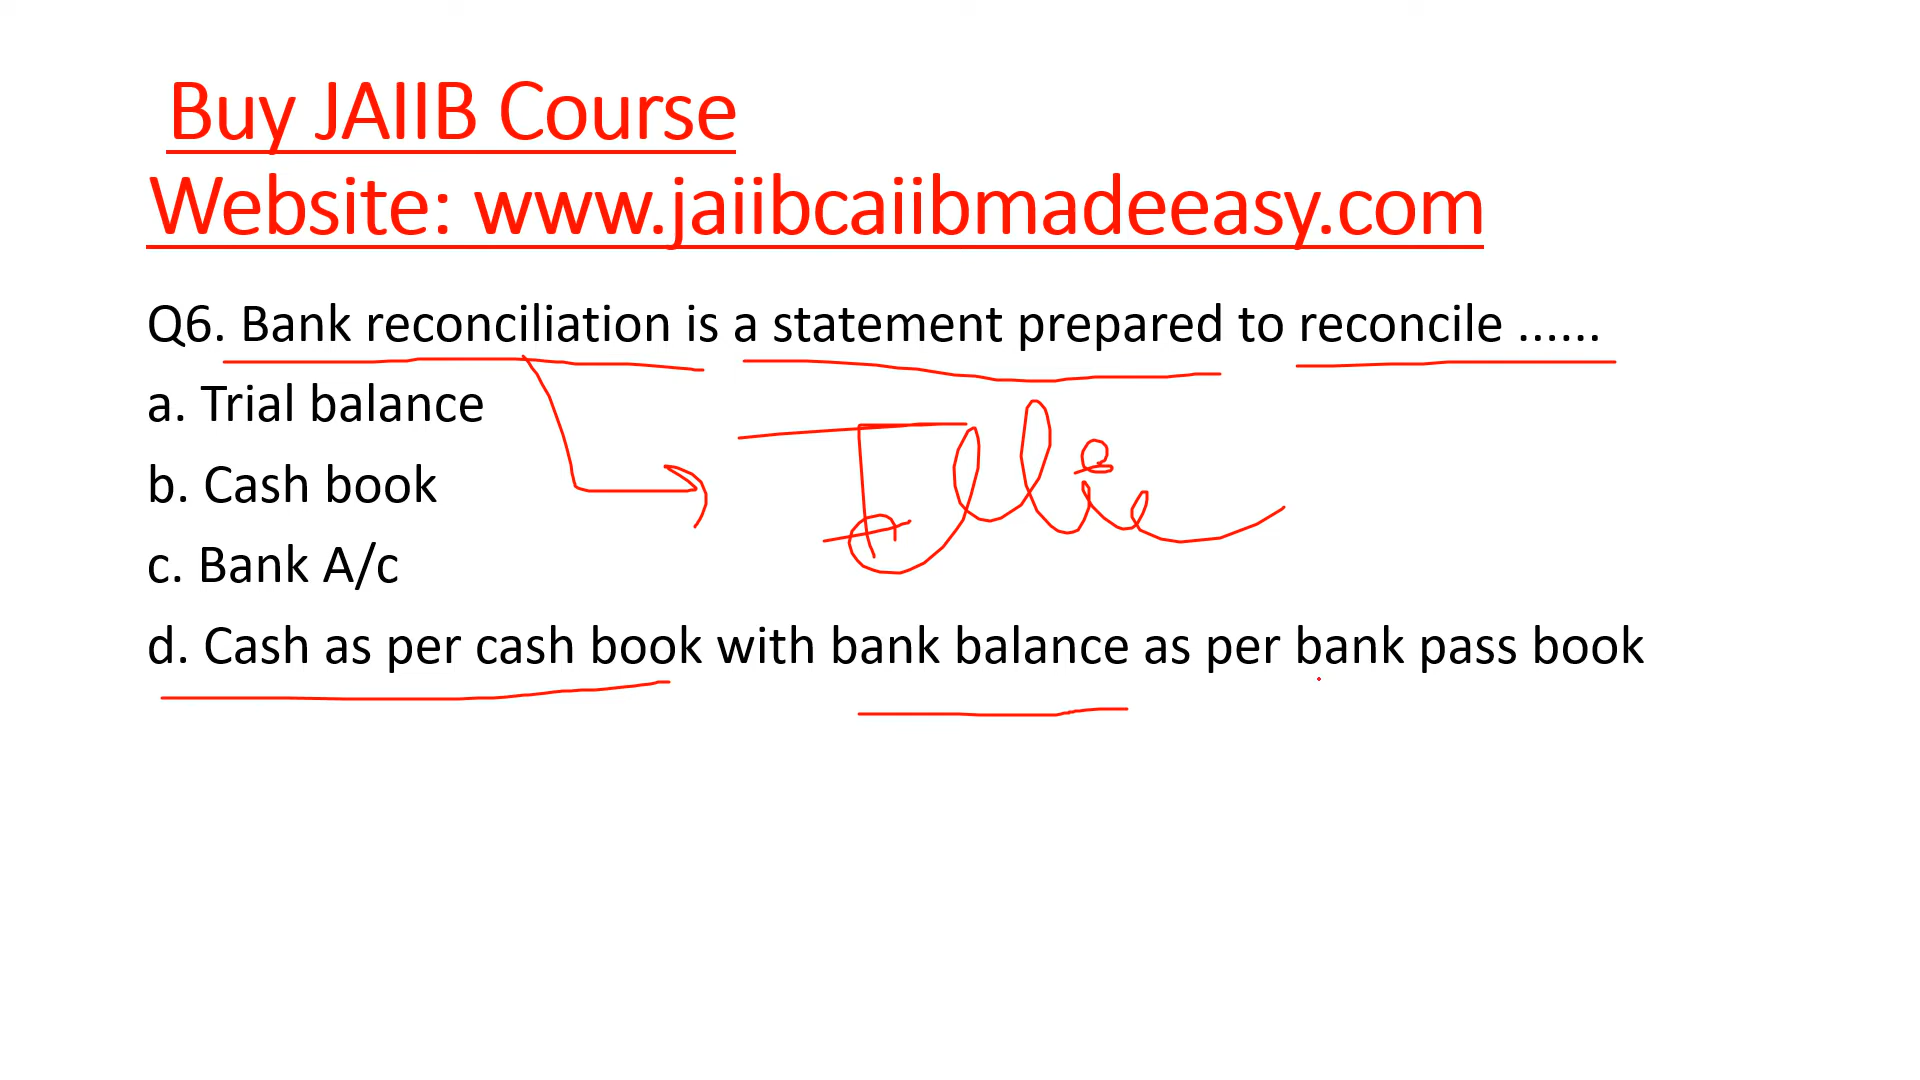 Buy JAIIB Course
Website: www.jaiibcaiibmadeeasy.com
Q6. Bank reconciliation is a statement prepared to reconcile ......
a. Trial balance
b. Cash book
c. Bank A/c
d. Cash as per cash book with bank balance as per bank pass book